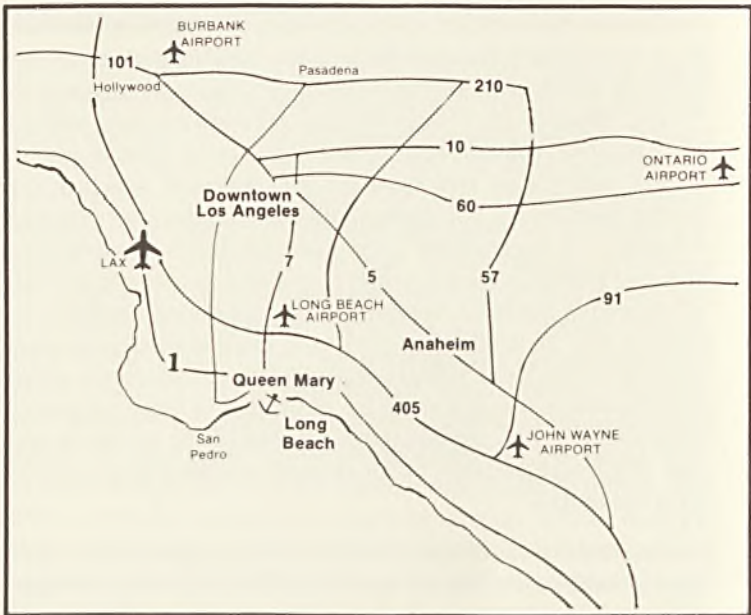 BURBANK
AIRPORT
101
Hollywood
Pasadena
210
10
ONTARIO
AIRPORT
Downtown
Los Angeles
60
LAX
7
5
57
91
LONG BEACH
AIRPORT
Anaheim
1
Queen Mary
405
Long
Beach
San
Pedro
JOHN WAYNE
AIRPORT